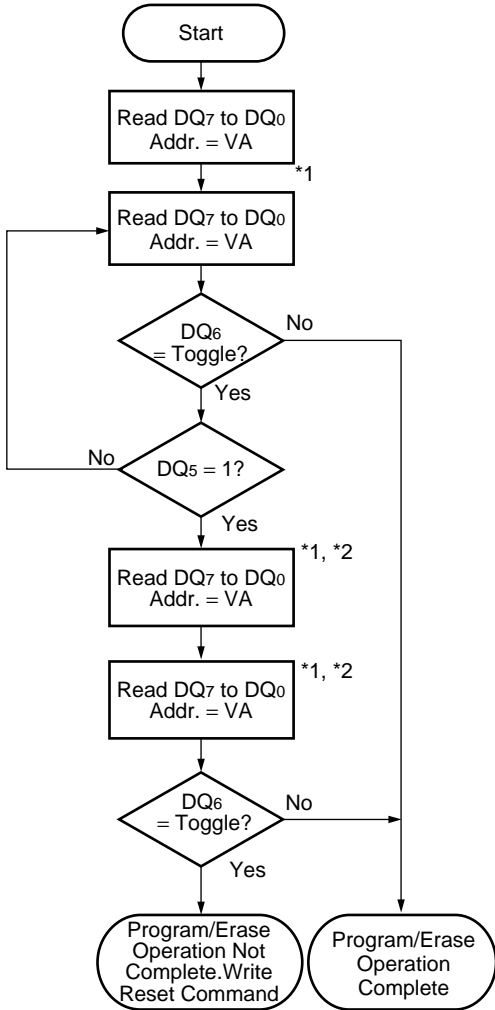 Start
Read DQ7 to DQ0
Addr. = VA
*1
Read DQ7 to DQ0
Addr. = VA
DQ6
= Toggle?
No
Yes
No
DQ5 = 1?
Yes
*1, *2
Read DQ7 to DQ0
Addr. = VA
*1, *2
Read DQ7 to DQ0
Addr. = VA
DQ6
= Toggle?
No
Yes
Program/Erase
Operation Not
Complete.Write
Reset Command
Program/Erase
Operation
Complete